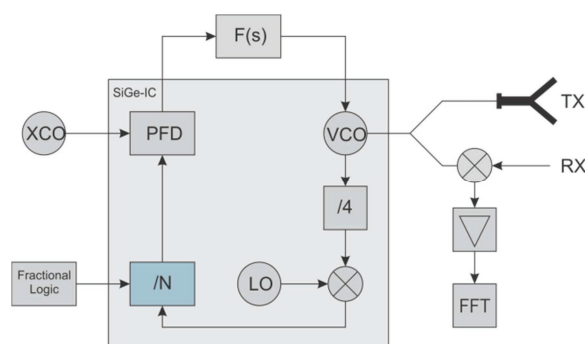 F(s)
SiGe-IC
TX
XCO
PFD
VCO
RX
/4
Fractional
Logic
/N
LO
FFT